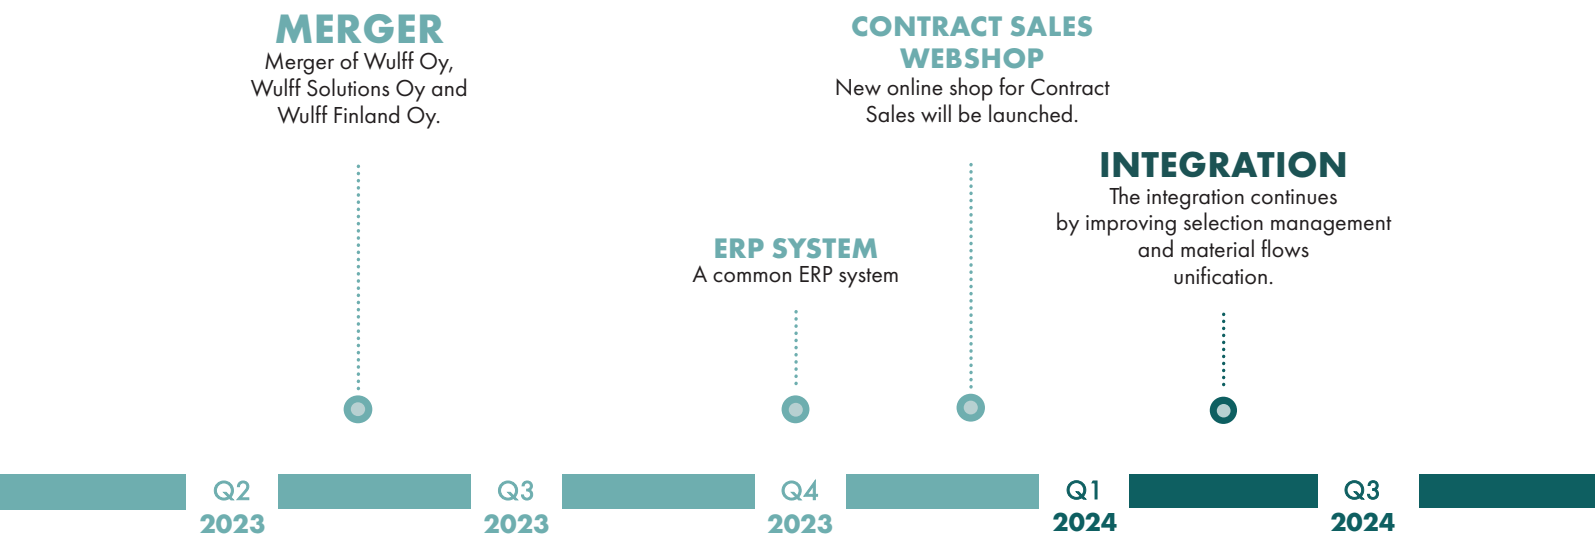 MERGER
Merger of Wulff Oy,
Wulff Solutions Oy and
Wulff Finland Oy.
ERP SYSTEM
A common ERP system
CONTRACT SALES
WEBSHOP
New online shop for Contract
Sales will be launched.
INTEGRATION
The integration continues
by improving selection management
and material flows
unification.
Q2
2023
Q3
2023
Q4
2023
Q1
2024
Q3
2024